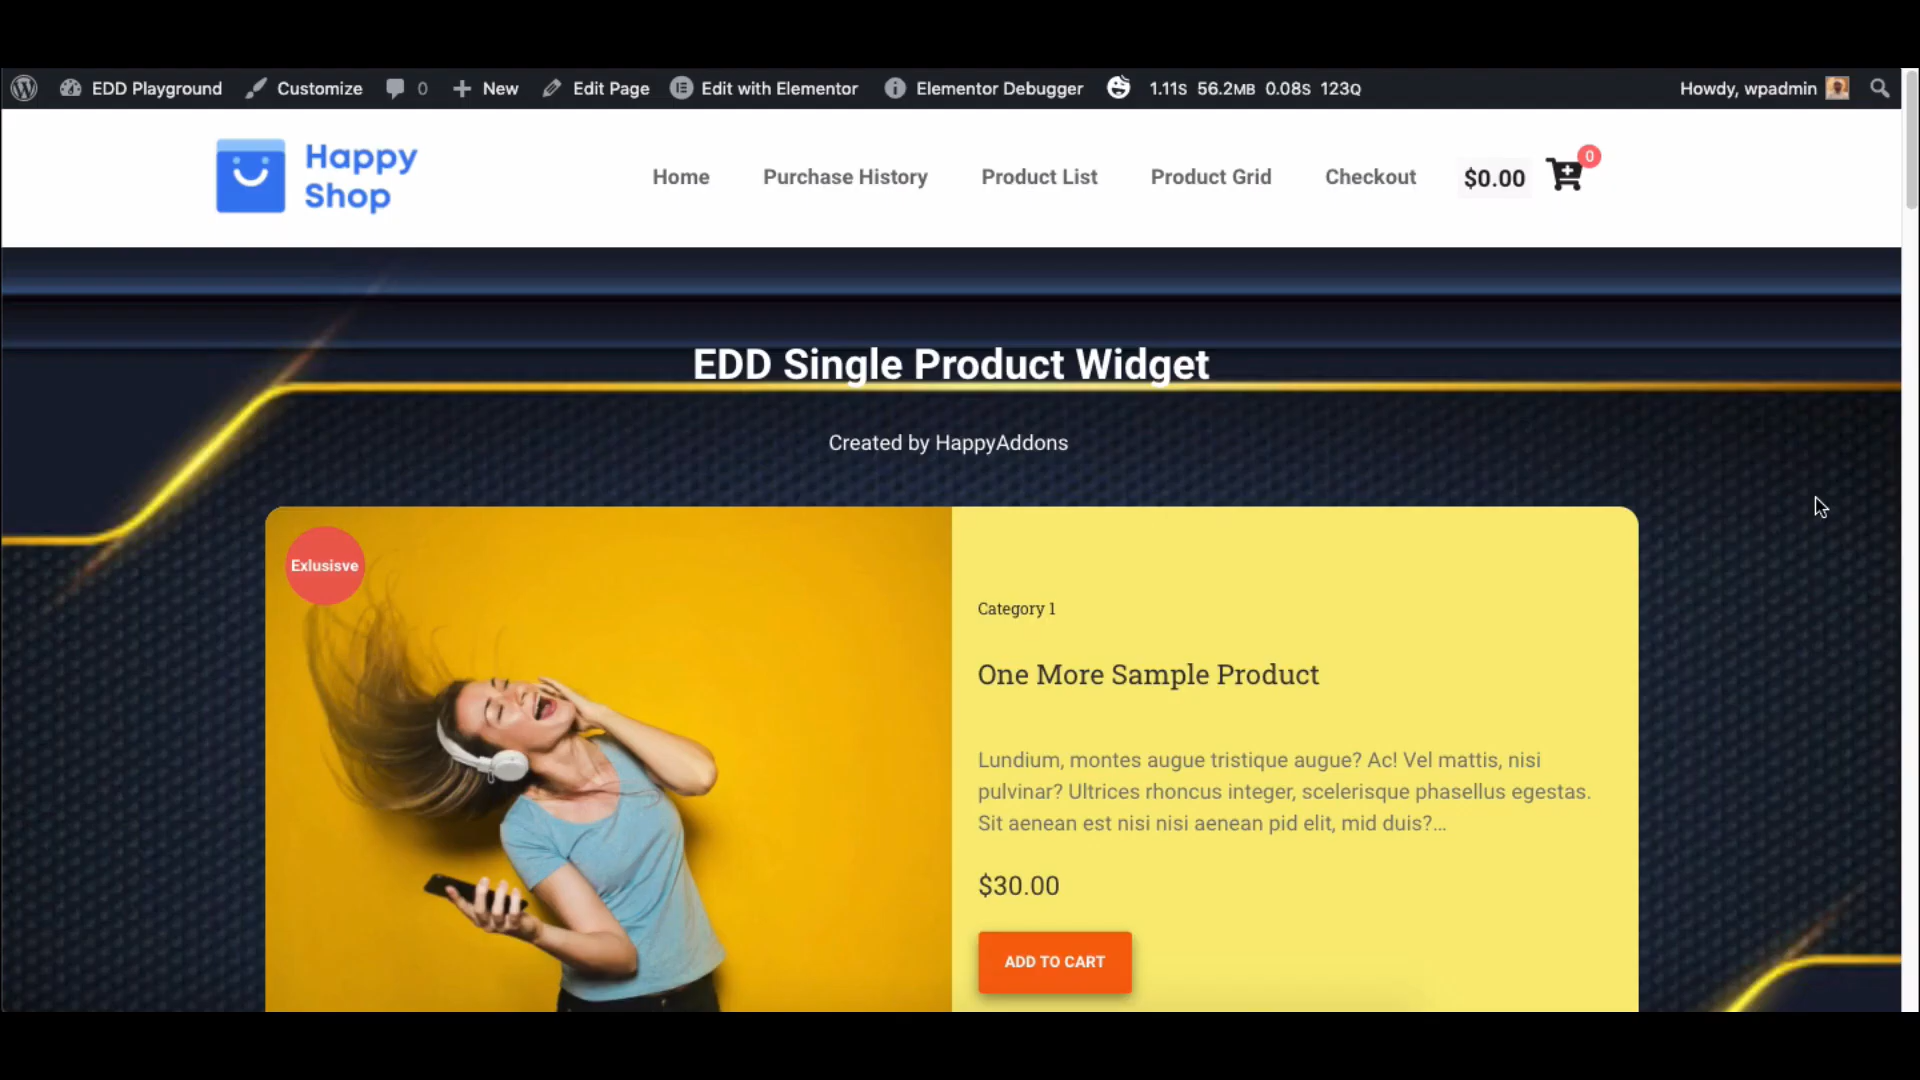 EDD Playground Customize 0 New Edit Page Edit with Elementor Elementor Debugger 1.11S 56.2MB 0.08S 123Q Howdy, wpadmin
Happy
Shop
Home Purchase History Product List Product Grid Checkout $0.00 0
EDD Single Product Widget
Created by HappyAddons
Exlusisve
Category 1
One More Sample Product
Lundium, montes augue tristique augue? Ac! Vel mattis, nisi
pulvinar? Ultrices rhoncus integer, scelerisque phasellus egestas.
Sit aenean est nisi nisi aenean pid elit, mid duis?...
$30.00
ADD TO CART